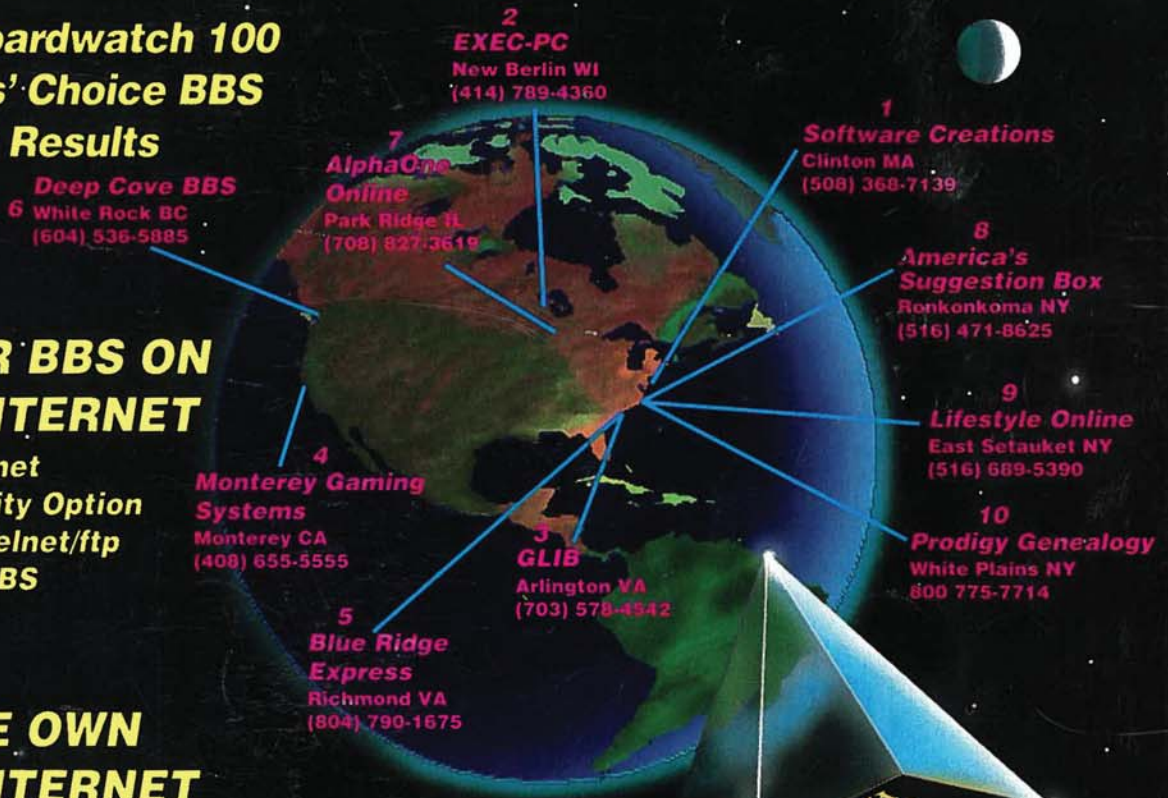 oardwatch 100
s' Choice BBS
Results
2
EXEC-PC
New Berlin WI
(414) 789-4360
1
Software Creations
Clinton MA
(508) 368-7139
7
AlphaOne
Online
Park Ridge IL
(708) 827-3619
Deep Cove BBS
6 White Rock BC
(604) 536-5885
8
America's
Suggestion Box
Ronkonkoma NY
(516) 471-8625
R BBS ON
NTERNET
net
ity Option
elnet/ftp
BS
9
Lifestyle Online
East Setauket NY
(516) 689-5390
4
Monterey Gaming
Systems
Monterey CA
(408) 655-5555
10
Prodigy Genealogy
White Plains NY
800 775-7714
3
GLIB
Arlington VA
(703) 578-4542
5
Blue Ridge
Express
Richmond VA
(804) 790-1675
E OWN
NTERNET